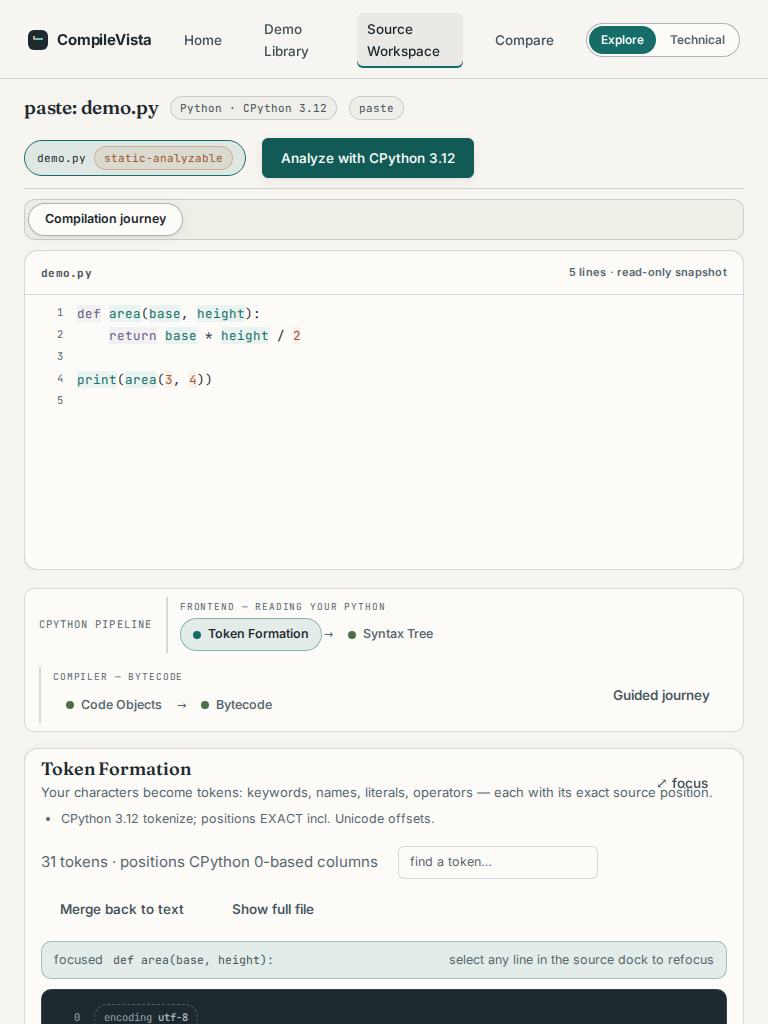 CompileVista
Home
Demo Library
Source Workspace
Compare
Explore
Technical
paste: demo.py
Python · CPython 3.12
paste
demo.py
static-analyzable
Analyze with CPython 3.12
Compilation journey
demo.py
5 lines · read-only snapshot
1 def area(base, height):
2     return base * height / 2
3
4 print(area(3, 4))
5
CPYTHON PIPELINE
FRONTEND — READING YOUR PYTHON
Token Formation → Syntax Tree
COMPILER — BYTECODE
Code Objects → Bytecode
Guided journey
Token Formation
⤢ focus
Your characters become tokens: keywords, names, literals, operators — each with its exact source position.
• CPython 3.12 tokenize; positions EXACT incl. Unicode offsets.
31 tokens · positions CPython 0-based columns
find a token…
Merge back to text
Show full file
focused def area(base, height):
select any line in the source dock to refocus
0 encoding utf-8